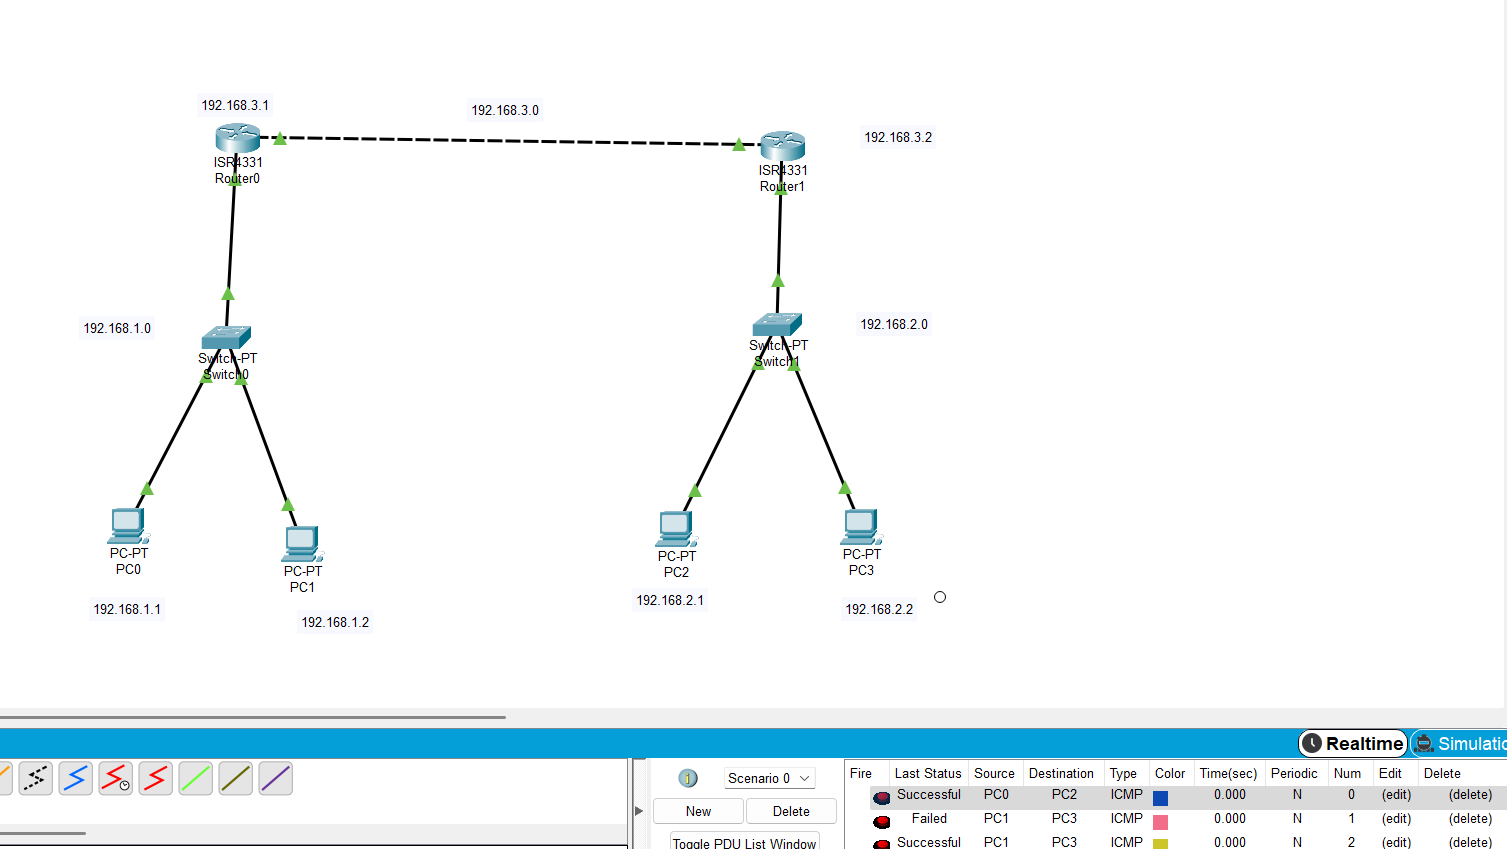 192.168.3.1
192.168.3.0
192.168.3.2
ISR4331
Router0
ISR4331
Router1
192.168.1.0
192.168.2.0
Switch-PT
Switch0
Switch-PT
Switch1
PC-PT
PC0
PC-PT
PC1
PC-PT
PC2
PC-PT
PC3
192.168.1.1
192.168.1.2
192.168.2.1
192.168.2.2
Realtime
Simulatio
Scenario 0
New
Delete
Toggle PDU List Window
Fire Last Status Source Destination Type Color Time(sec) Periodic Num Edit Delete
Successful PC0 PC2 ICMP 0.000 N 0 (edit) (delete)
Failed PC1 PC3 ICMP 0.000 N 1 (edit) (delete)
Successful PC1 PC3 ICMP 0.000 N 2 (edit) (delete)